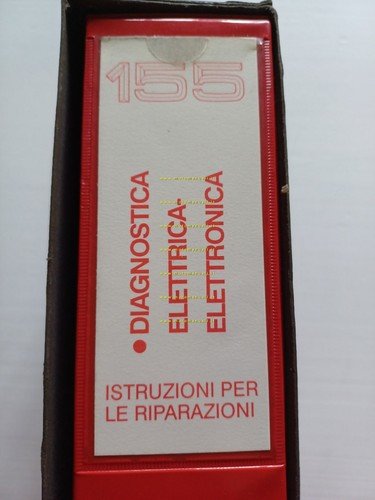 155
• DIAGNOSTICA
ELETTRICA-
ELETTRONICA
ISTRUZIONI PER
LE RIPARAZIONI